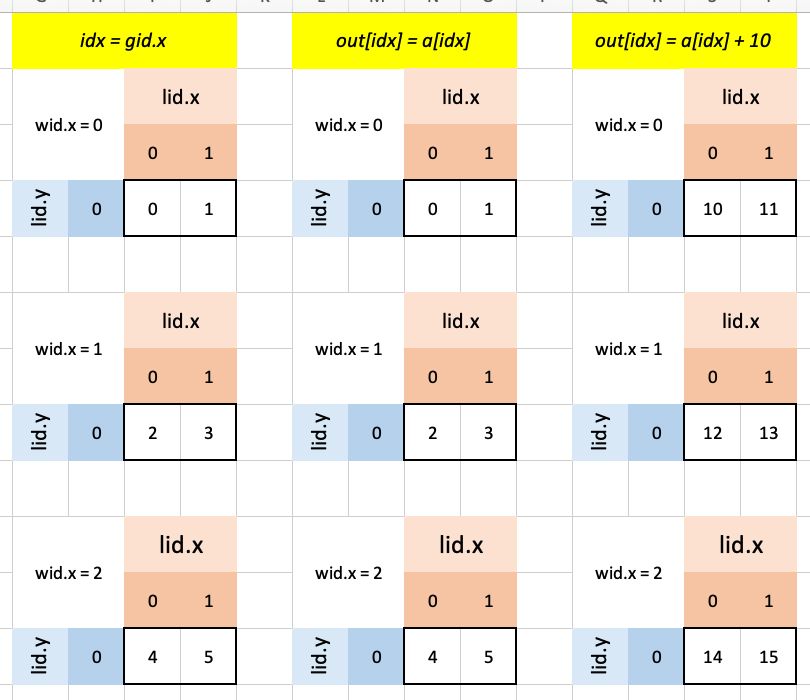 idx = gid.x out[idx] = a[idx] out[idx] = a[idx] + 10
lid.x lid.x lid.x
wid.x = 0 wid.x = 0 wid.x = 0
0 1 0 1 0 1
lid.y 0 0 1 lid.y 0 0 1 lid.y 0 10 11
lid.x lid.x lid.x
wid.x = 1 wid.x = 1 wid.x = 1
0 1 0 1 0 1
lid.y 0 2 3 lid.y 0 2 3 lid.y 0 12 13
lid.x lid.x lid.x
wid.x = 2 wid.x = 2 wid.x = 2
0 1 0 1 0 1
lid.y 0 4 5 lid.y 0 4 5 lid.y 0 14 15